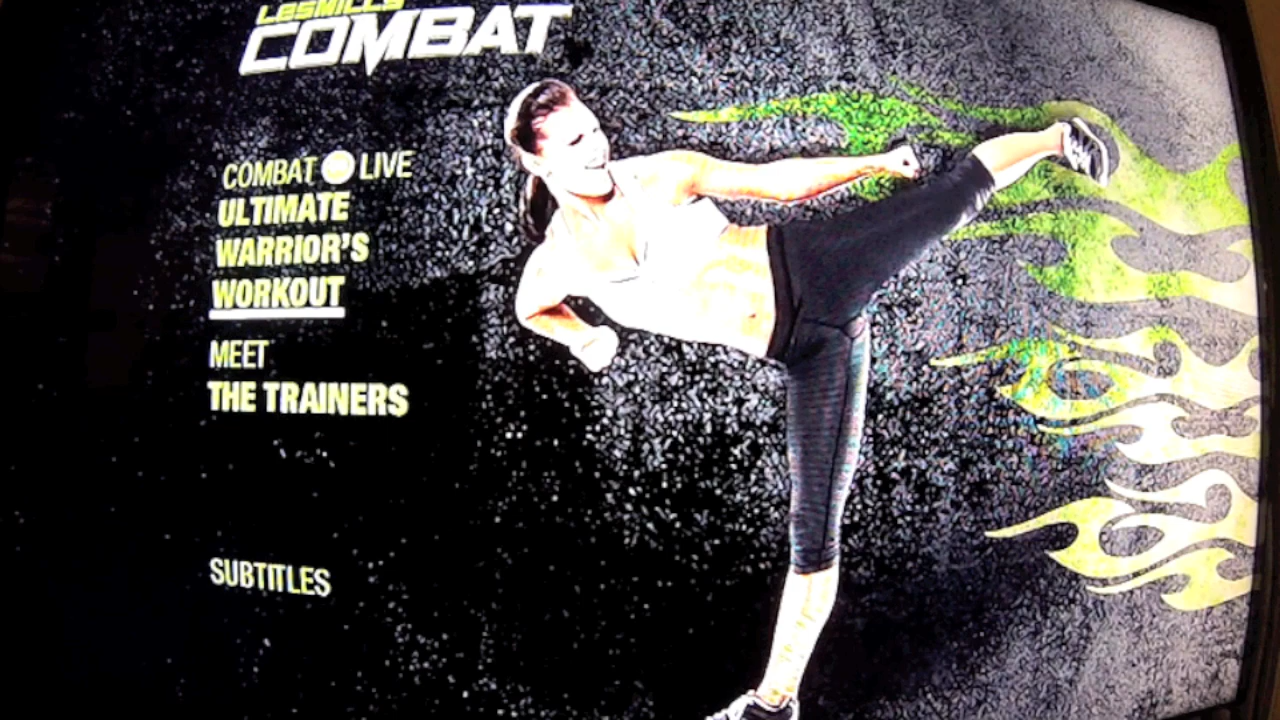 LesMILLS
COMBAT
COMBAT LIVE
ULTIMATE
WARRIOR'S
WORKOUT
MEET
THE TRAINERS
SUBTITLES